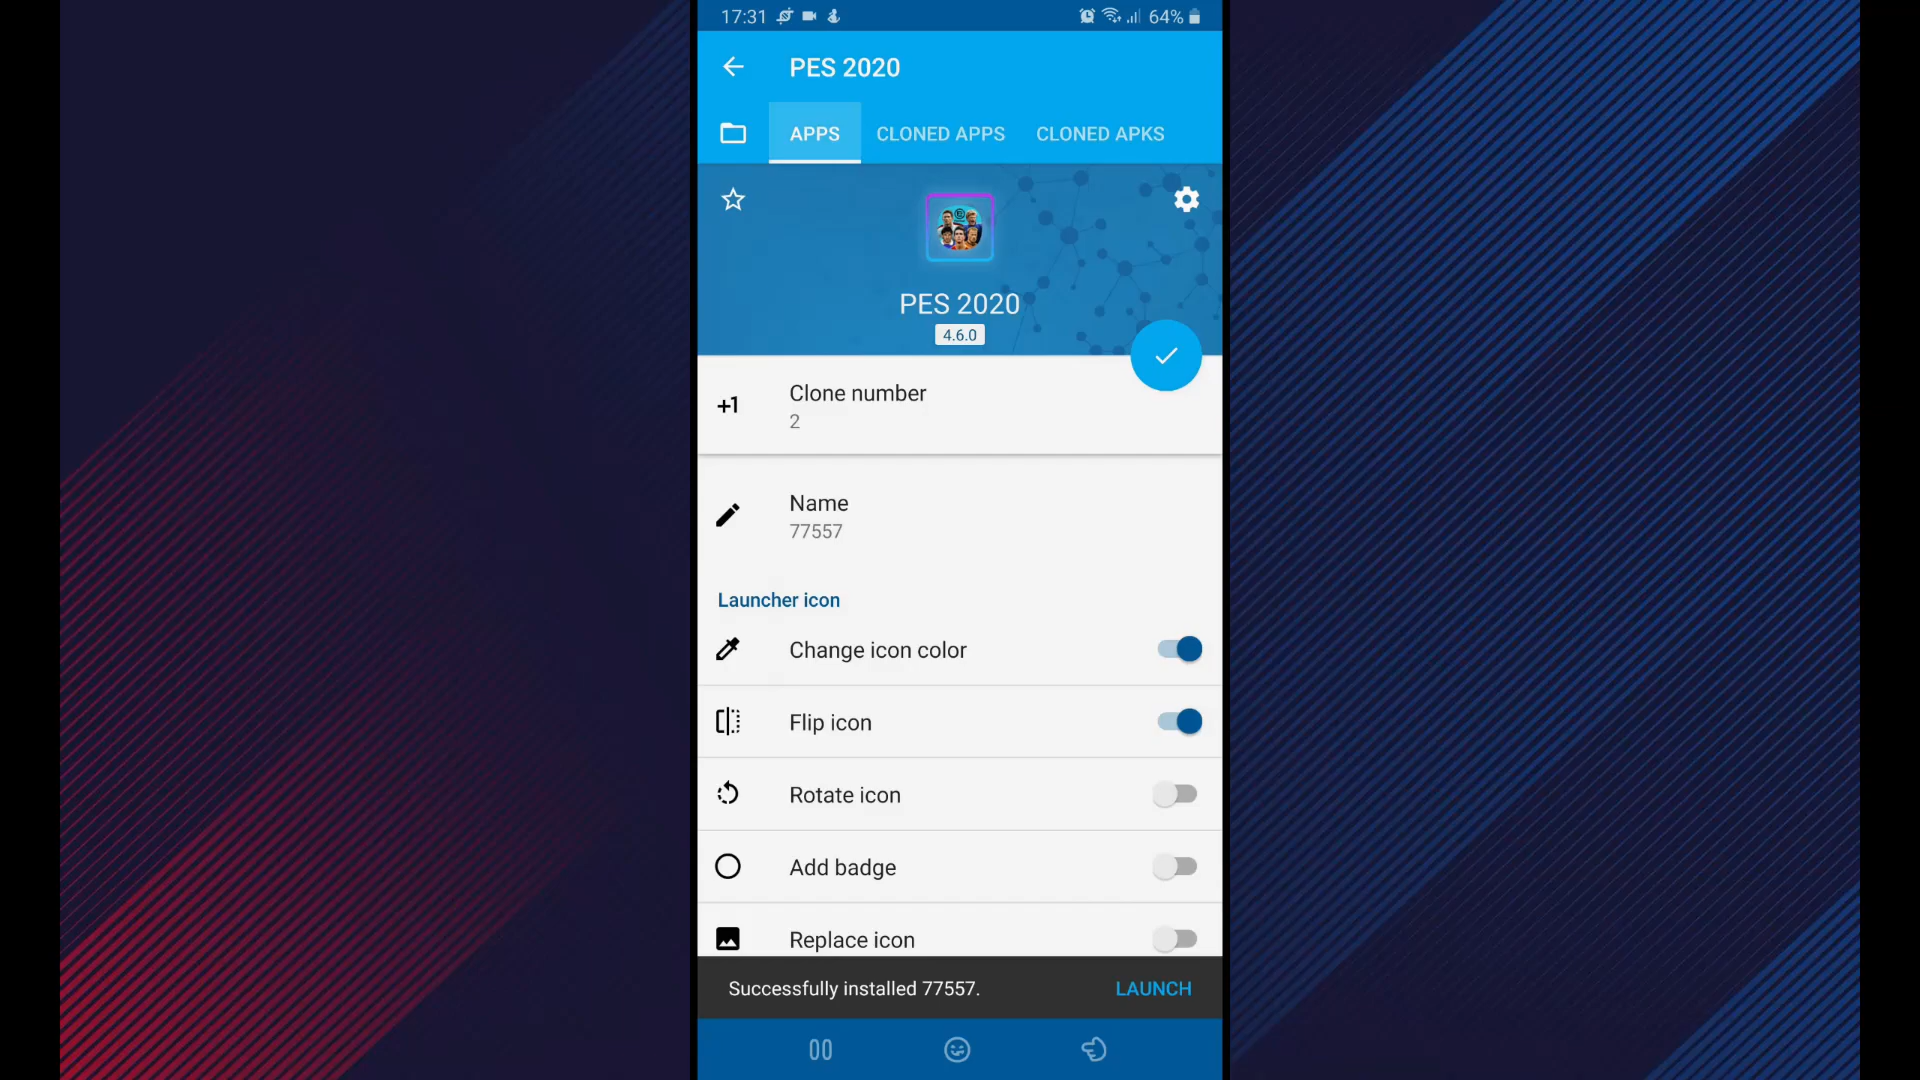 17:31
64%
PES 2020
APPS
CLONED APPS
CLONED APKS
PES 2020
4.6.0
Clone number
2
+1
Name
77557
Launcher icon
Change icon color
Flip icon
Rotate icon
Add badge
Replace icon
Successfully installed 77557.
LAUNCH